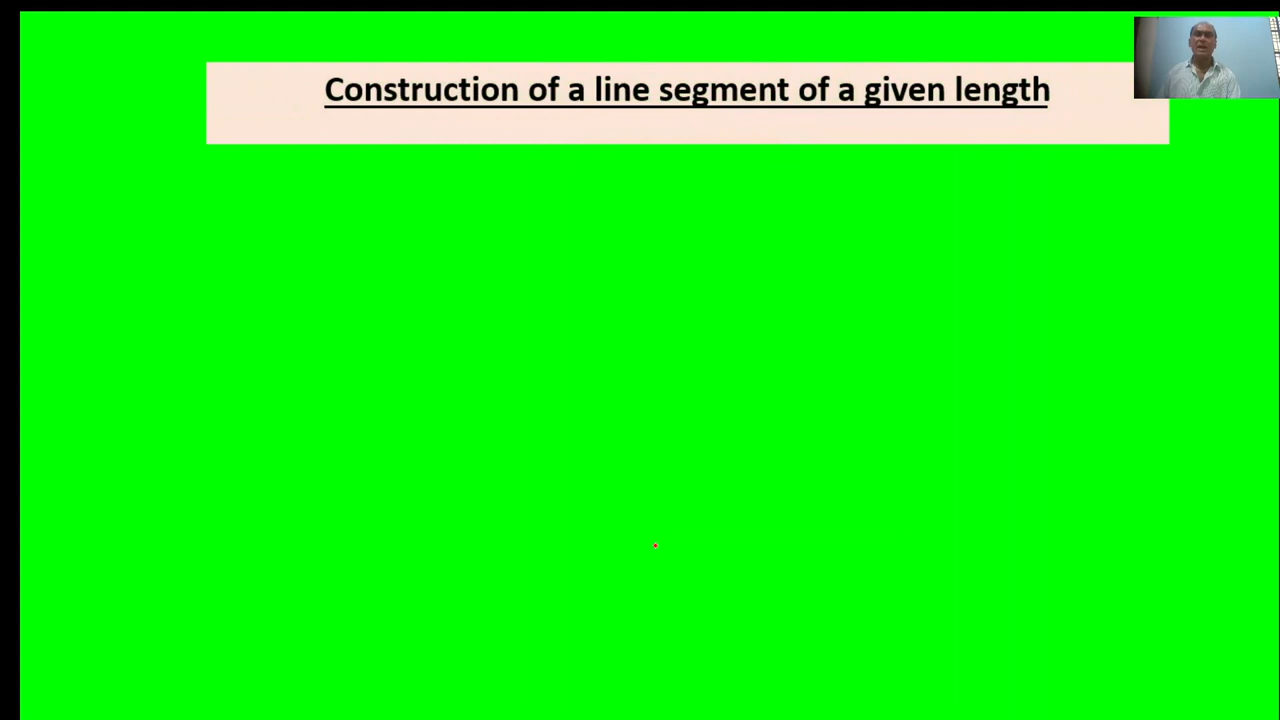 Construction of a line segment of a given length